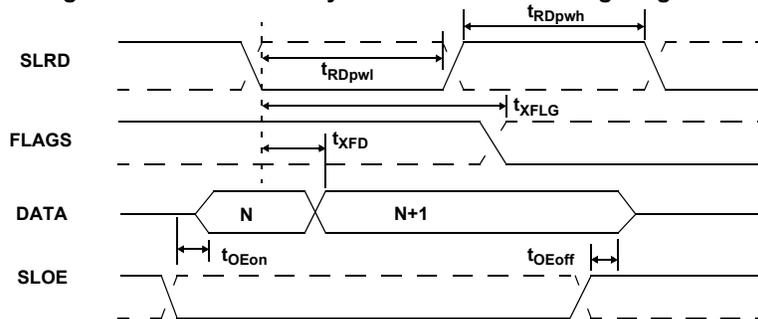 tRDpwh
SLRD
tRDpwl
tXFLG
FLAGS
tXFD
DATA
N
N+1
tOEon
tOEoff
SLOE